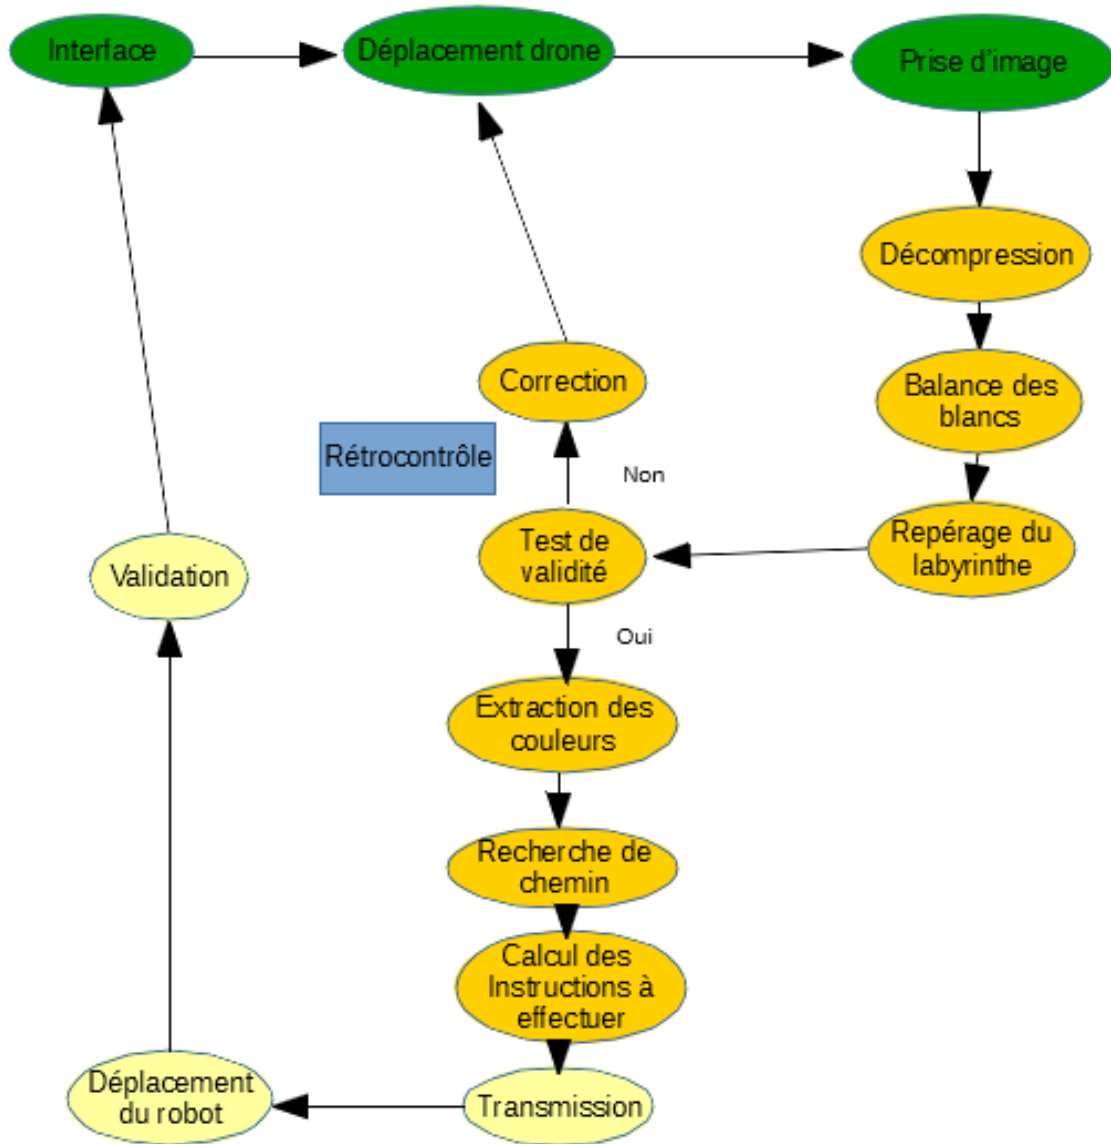 Interface
Déplacement drone
Prise d'image
Décompression
Balance des
blancs
Repérage du
labyrinthe
Correction
Rétrocontrôle
Non
Test de
validité
Oui
Extraction des
couleurs
Recherche de
chemin
Calcul des
Instructions à
effectuer
Transmission
Déplacement
du robot
Validation